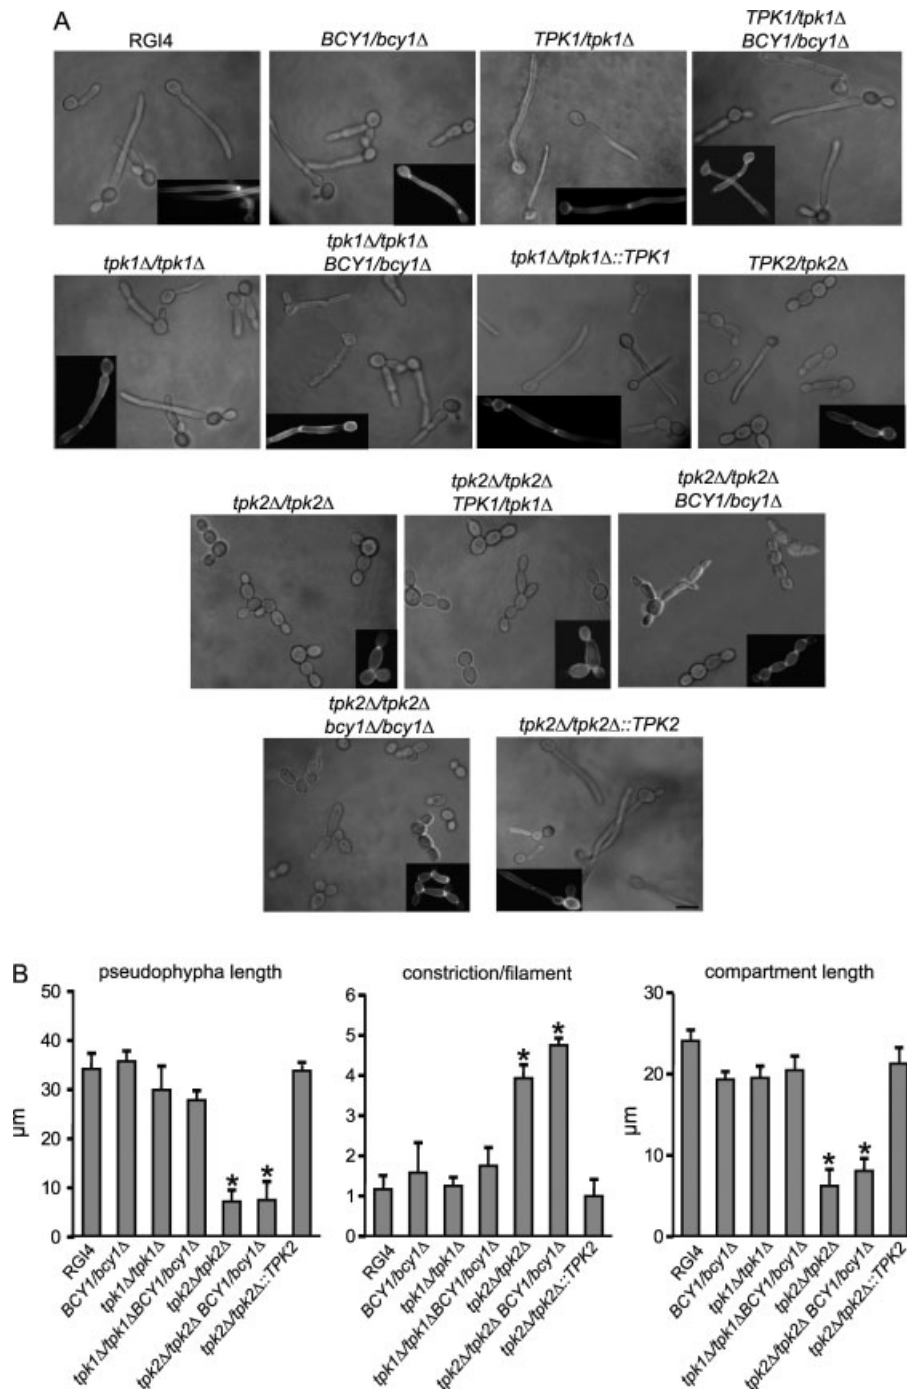 A
RGI4
BCY1/bcy1Δ
TPK1/tpk1Δ
TPK1/tpk1Δ
BCY1/bcy1Δ
tpk1Δ/tpk1Δ
tpk1Δ/tpk1Δ
BCY1/bcy1Δ
tpk1Δ/tpk1Δ::TPK1
TPK2/tpk2Δ
tpk2Δ/tpk2Δ
tpk2Δ/tpk2Δ
TPK1/tpk1Δ
tpk2Δ/tpk2Δ
BCY1/bcy1Δ
tpk2Δ/tpk2Δ
bcy1Δ/bcy1Δ
tpk2Δ/tpk2Δ::TPK2
B
pseudophypha length
50
40
30
20
10
0
µm
* *
RGI4
BCY1/bcy1Δ
tpk1Δ/tpk1Δ
tpk1Δ/tpk1ΔBCY1/bcy1Δ
tpk2Δ/tpk2Δ
tpk2Δ/tpk2Δ BCY1/bcy1Δ
tpk2Δ/tpk2Δ::TPK2
constriction/filament
6
5
4
3
2
1
0
* *
RGI4
BCY1/bcy1Δ
tpk1Δ/tpk1Δ
tpk1Δ/tpk1ΔBCY1/bcy1Δ
tpk2Δ/tpk2Δ
tpk2Δ/tpk2Δ BCY1/bcy1Δ
tpk2Δ/tpk2Δ::TPK2
compartment length
30
20
10
0
µm
* *
RGI4
BCY1/bcy1Δ
tpk1Δ/tpk1Δ
tpk1Δ/tpk1ΔBCY1/bcy1Δ
tpk2Δ/tpk2Δ
tpk2Δ/tpk2Δ BCY1/bcy1Δ
tpk2Δ/tpk2Δ::TPK2